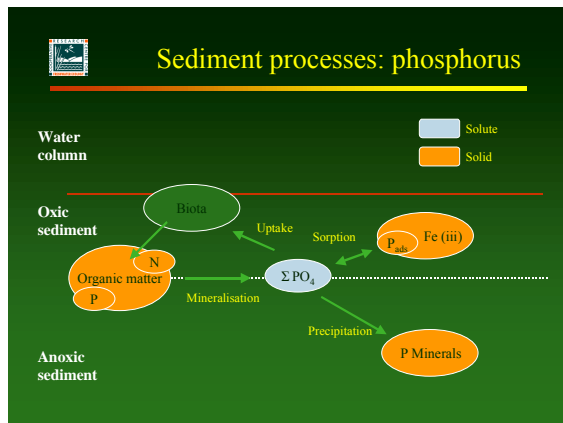 RESEARCH
Sediment processes: phosphorus
Solute
Solid
Water
column
Oxic
sediment
Biota
Uptake
Sorption
Fe (iii)
Pads
N
Organic matter
P
Mineralisation
ΣPO4
Precipitation
P Minerals
Anoxic
sediment